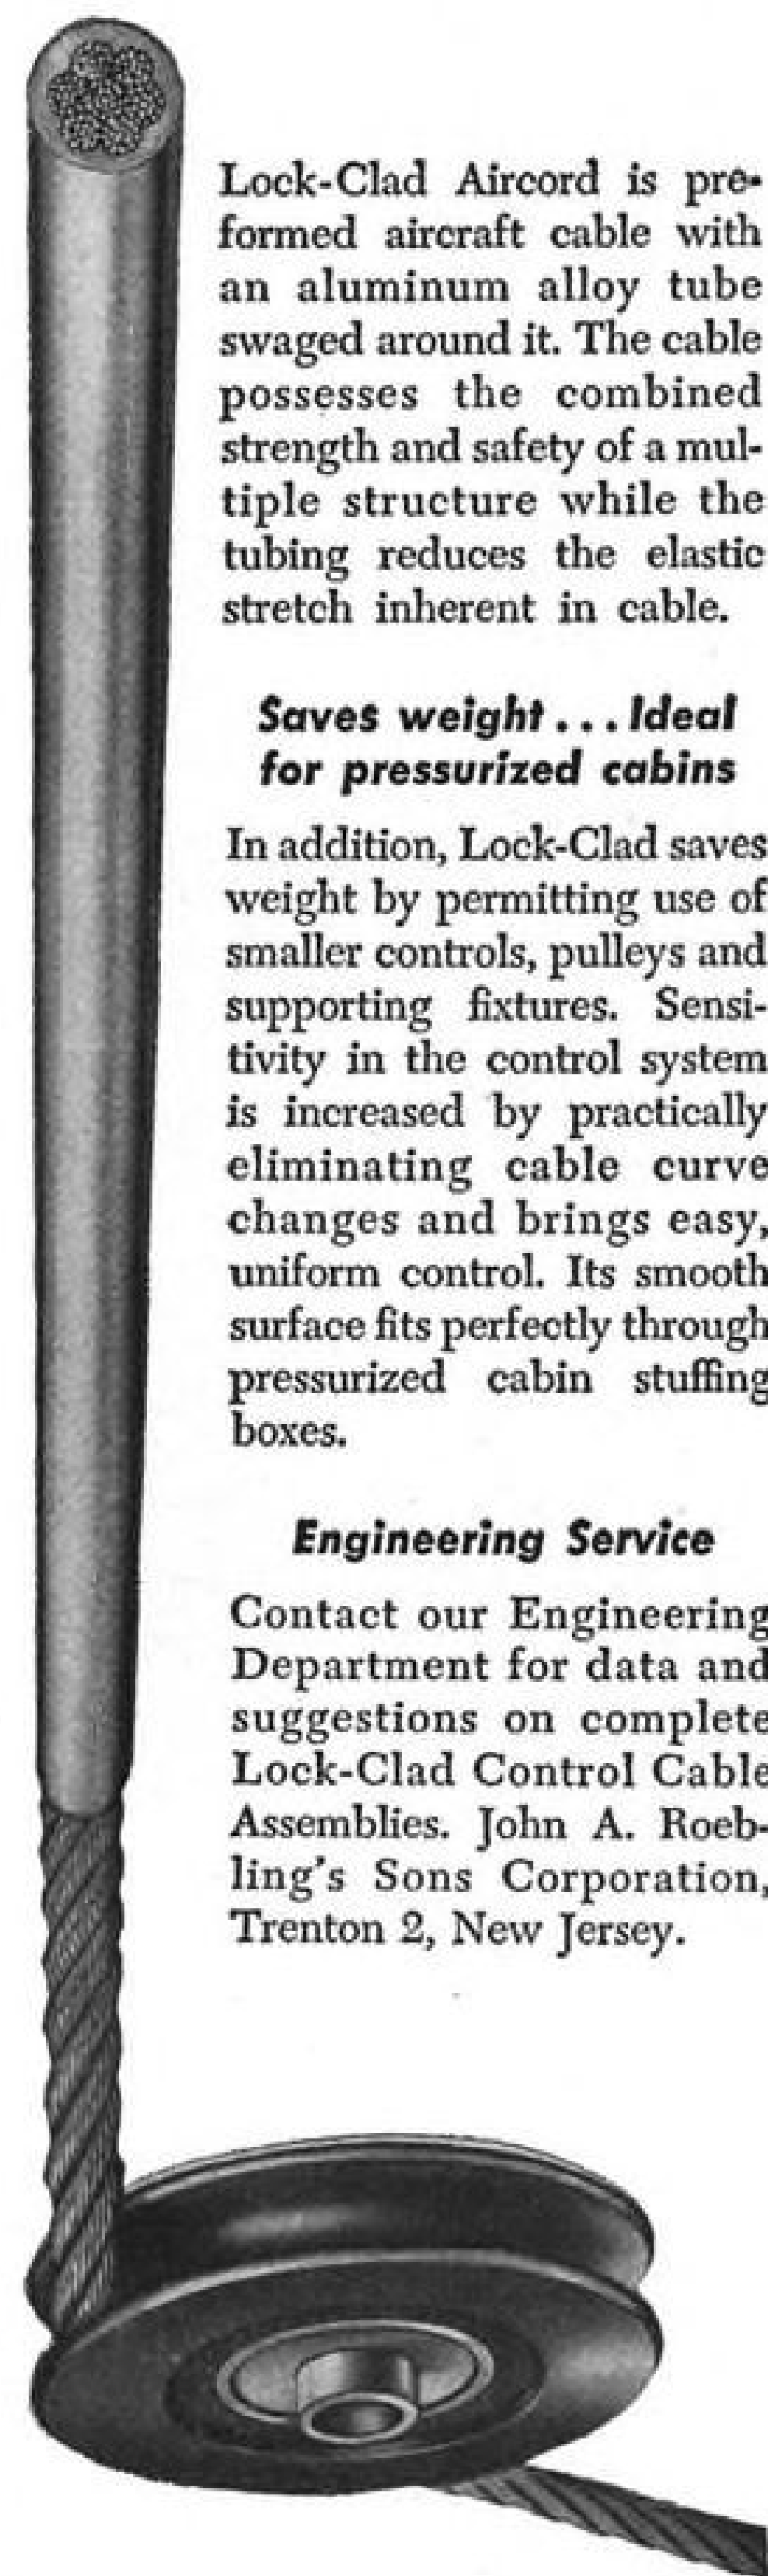 Lock-Clad Aircord is pre-
formed aircraft cable with
an aluminum alloy tube
swaged around it. The cable
possesses the combined
strength and safety of a mul-
tiple structure while the
tubing reduces the elastic
stretch inherent in cable.
Saves weight . . . Ideal
for pressurized cabins
In addition, Lock-Clad saves
weight by permitting use of
smaller controls, pulleys and
supporting fixtures. Sensi-
tivity in the control system
is increased by practically
eliminating cable curve
changes and brings easy,
uniform control. Its smooth
surface fits perfectly through
pressurized cabin stuffing
boxes.
Engineering Service
Contact our Engineering
Department for data and
suggestions on complete
Lock-Clad Control Cable
Assemblies. John A. Roeb-
ling's Sons Corporation,
Trenton 2, New Jersey.